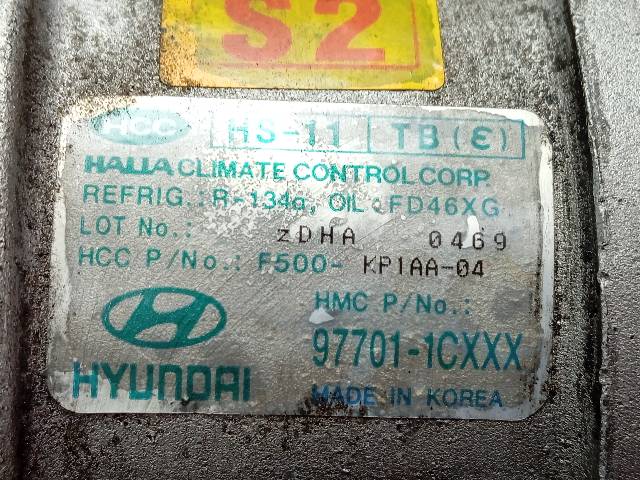 S2
HCC HS-11 TB(ε)
HALLA CLIMATE CONTROL CORP.
REFRIG.: R-134a, OIL :FD46XG
LOT No.: zDHA 0469
HCC P/No.: F500- KP1AA-04
HMC P/No.:
97701-1CXXX
HYUNDAI
MADE IN KOREA